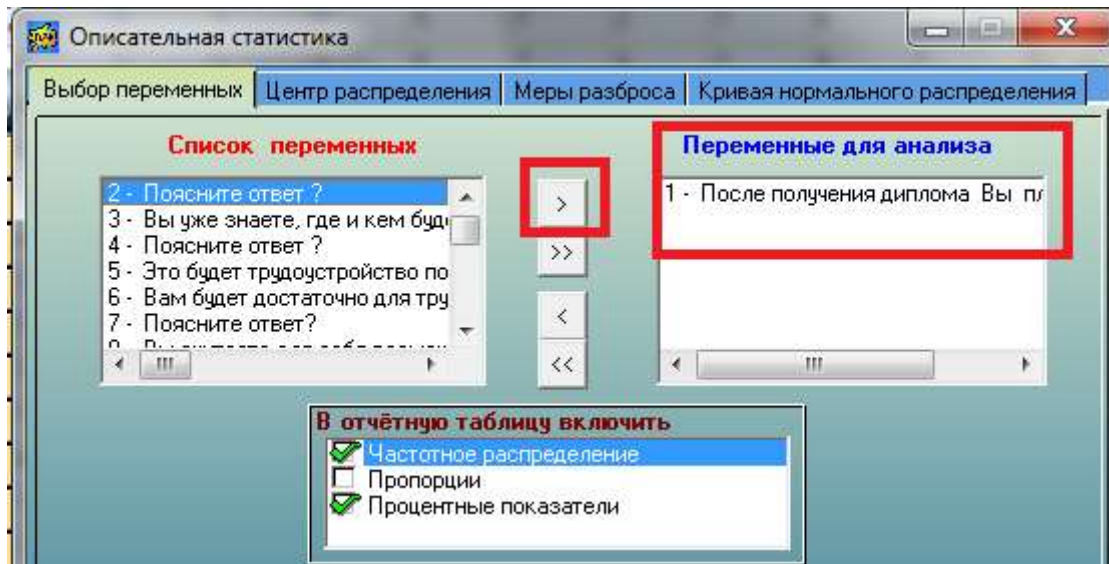 Описательная статистика
Выбор переменных Центр распределения Меры разброса Кривая нормального распределения
Список переменных
Переменные для анализа
2 - Поясните ответ ?
3 - Вы уже знаете, где и кем
4 - Поясните ответ ?
5 - Это будет трудоустройство по
6 - Вам будет достаточно для тру
7 - Поясните ответ?
>
>>
<
<<
1 - После получения диплома Вы пл
В отчётную таблицу включить
Частотное распределение
Пропорции
Процентные показатели